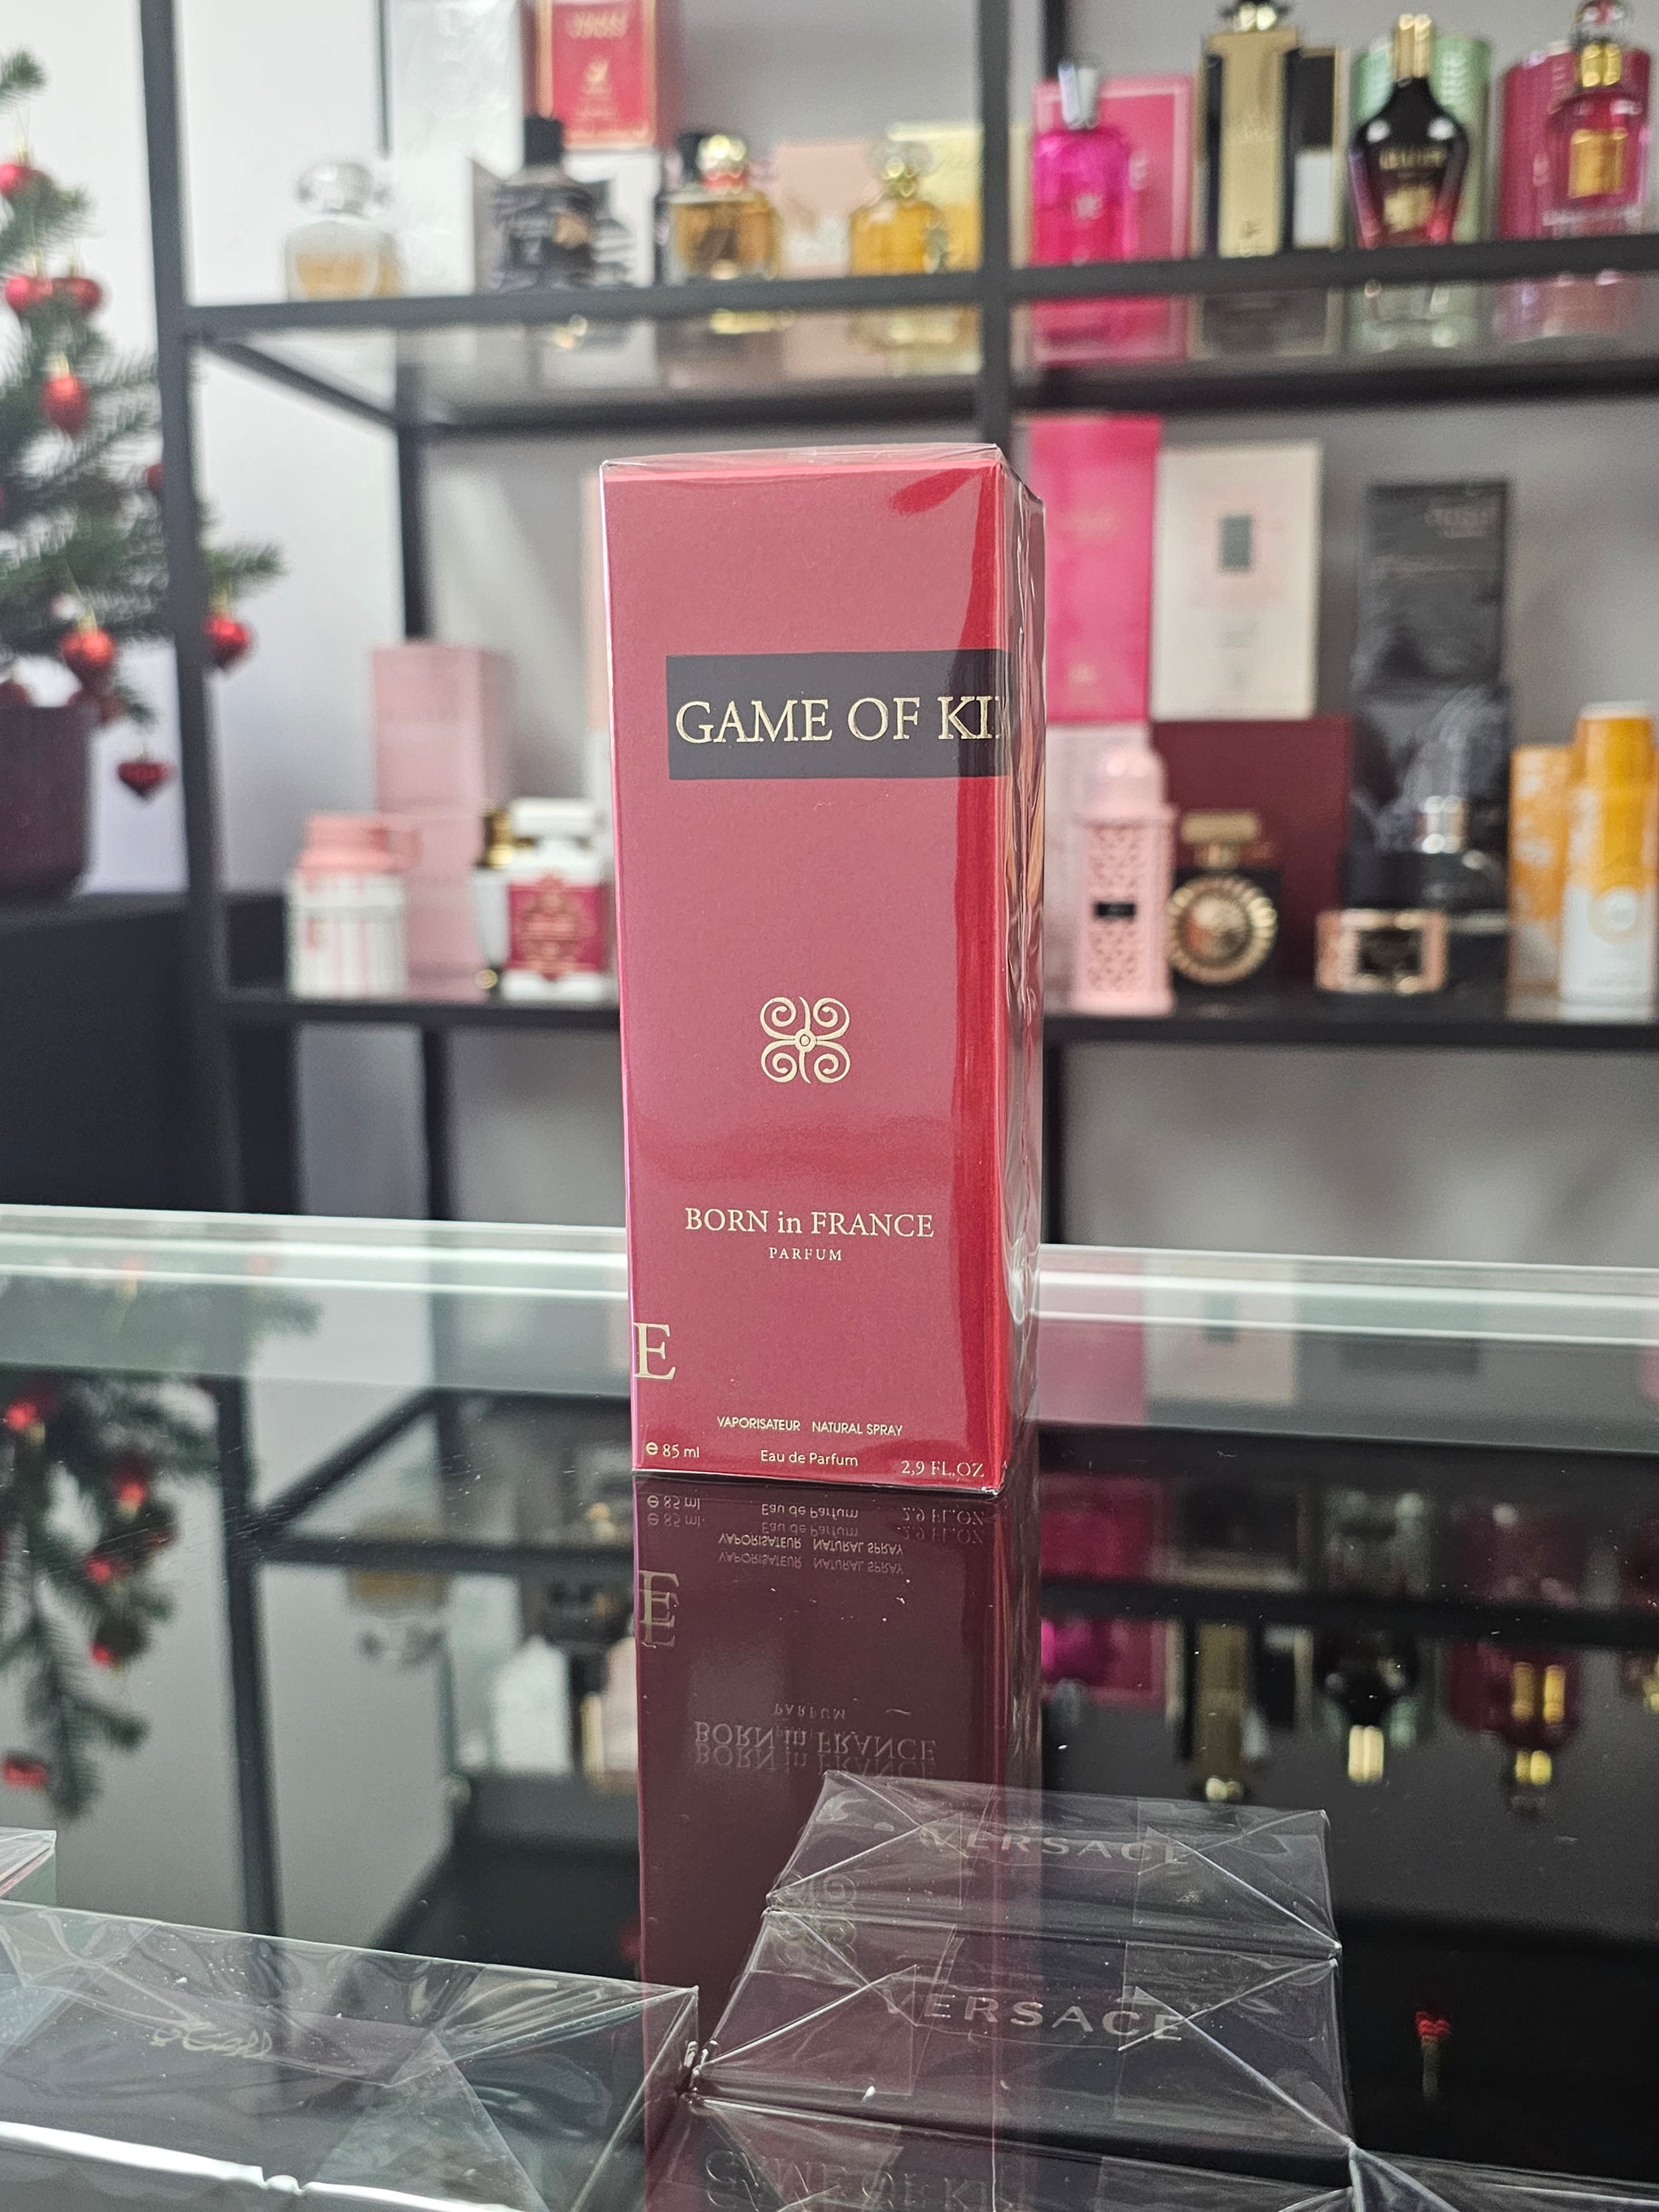 GAME OF KI
BORN in FRANCE
PARFUM
E
VAPORISATEUR NATURAL SPRAY
℮ 85 ml Eau de Parfum 2,9 FL.OZ
VERSACE
VERSACE